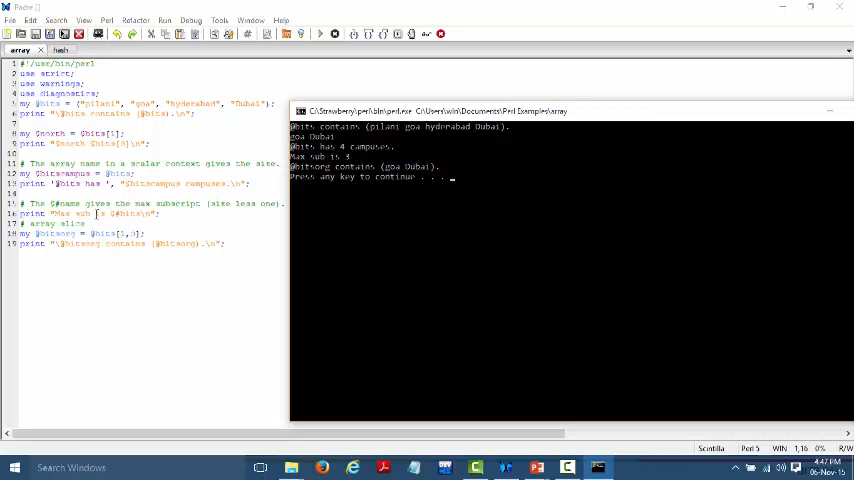 Padre [P]
File Edit Search View Perl Refactor Run Debug Tools Window Help
array hash
1 #!/usr/bin/perl
2 use strict;
3 use warnings;
4 use diagnostics;
5 my @bits = ("pilani", "goa", "hyderabad", "Dubai");
6 print "\@bits contains (@bits).\n";
7
8 my $north = $bits[1];
9 print "$north $bits[3]\n";
10
11 # The array name in a scalar context gives the size.
12 my $bitscampus = @bits;
13 print '@bits has ', "$bitscampus campuses.\n";
14
15 # The $#name gives the max subscript (size less one).
16 print "Max sub is $#bits\n";
17 # array slice
18 my @bitsorg = @bits[1,3];
19 print "\@bitsorg contains (@bitsorg).\n";
C:\Strawberry\perl\bin\perl.exe C:\Users\win\Documents\Perl Examples\array
@bits contains (pilani goa hyderabad Dubai).
goa Dubai
@bits has 4 campuses.
Max sub is 3
@bitsorg contains (goa Dubai).
Press any key to continue . . . _
Scintilla Perl 5 WIN 1,16 0% R/W
Search Windows
4:47 PM
06-Nov-15